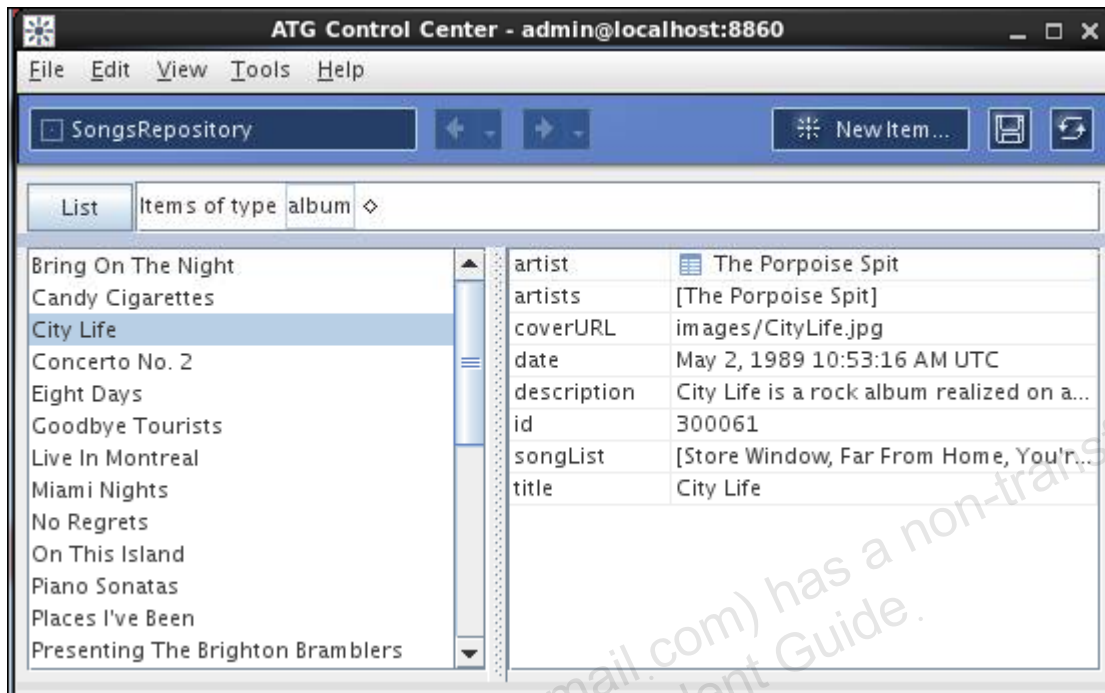 ATG Control Center - admin@localhost:8860
File Edit View Tools Help
SongsRepository
New Item...
List Items of type album
Bring On The Night
Candy Cigarettes
City Life
Concerto No. 2
Eight Days
Goodbye Tourists
Live In Montreal
Miami Nights
No Regrets
On This Island
Piano Sonatas
Places I've Been
Presenting The Brighton Bramblers
artist The Porpoise Spit
artists [The Porpoise Spit]
coverURL images/CityLife.jpg
date May 2, 1989 10:53:16 AM UTC
description City Life is a rock album realized on a...
id 300061
songList [Store Window, Far From Home, You'r...
title City Life
com) has a non-trans
Guide.